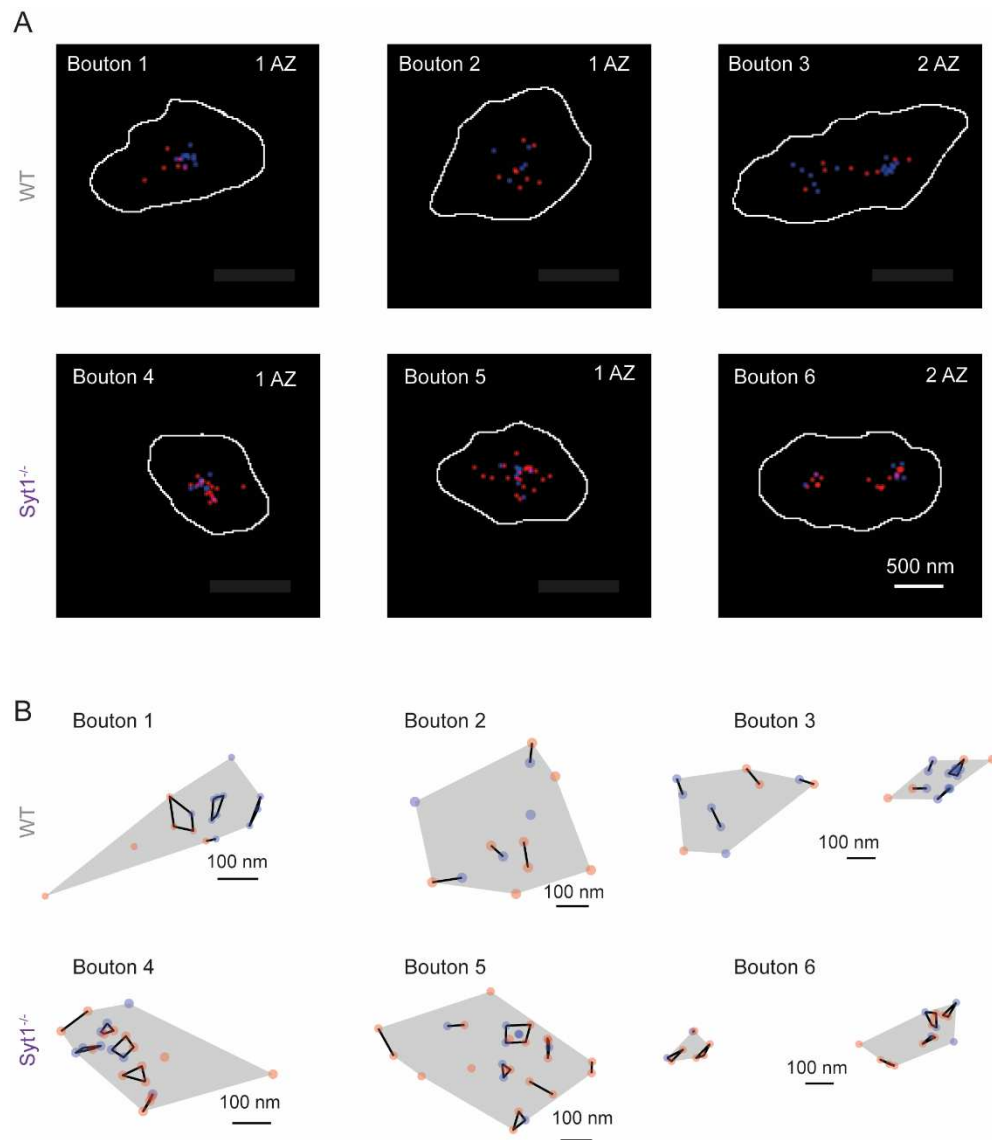 A
Bouton 1 1 AZ
Bouton 2 1 AZ
Bouton 3 2 AZ
WT
Bouton 4 1 AZ
Bouton 5 1 AZ
Bouton 6 2 AZ
Syt1-/-
500 nm
B
Bouton 1
Bouton 2
Bouton 3
WT
100 nm
100 nm
100 nm
Bouton 4
Bouton 5
Bouton 6
Syt1-/-
100 nm
100 nm
100 nm